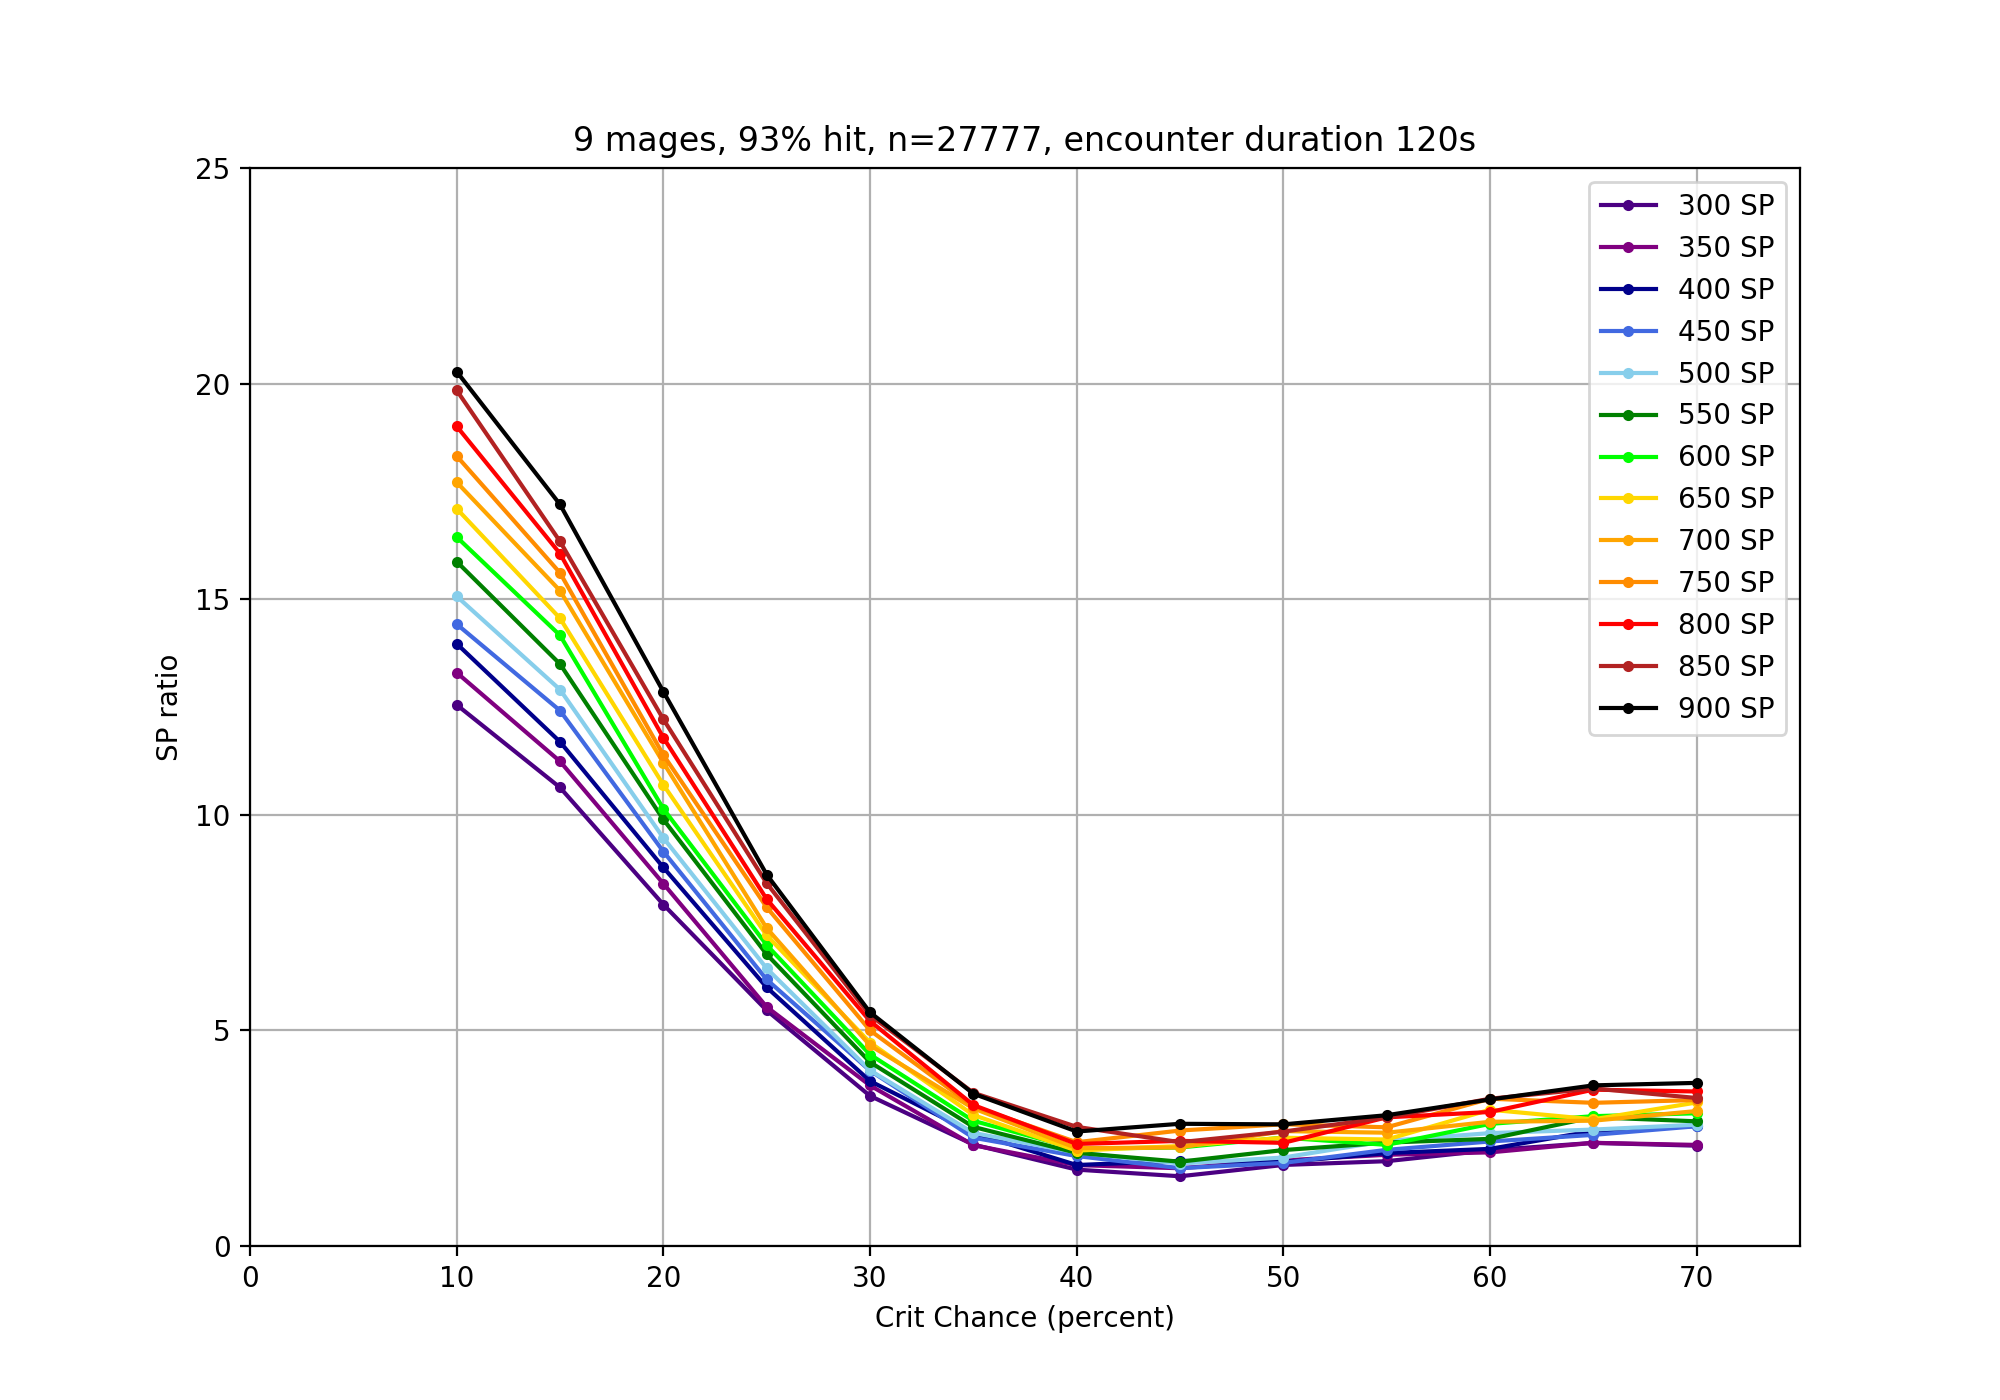 9 mages, 93% hit, n=27777, encounter duration 120s
25
20
15
10
5
0
SP ratio
0 10 20 30 40 50 60 70
Crit Chance (percent)
300 SP
350 SP
400 SP
450 SP
500 SP
550 SP
600 SP
650 SP
700 SP
750 SP
800 SP
850 SP
900 SP